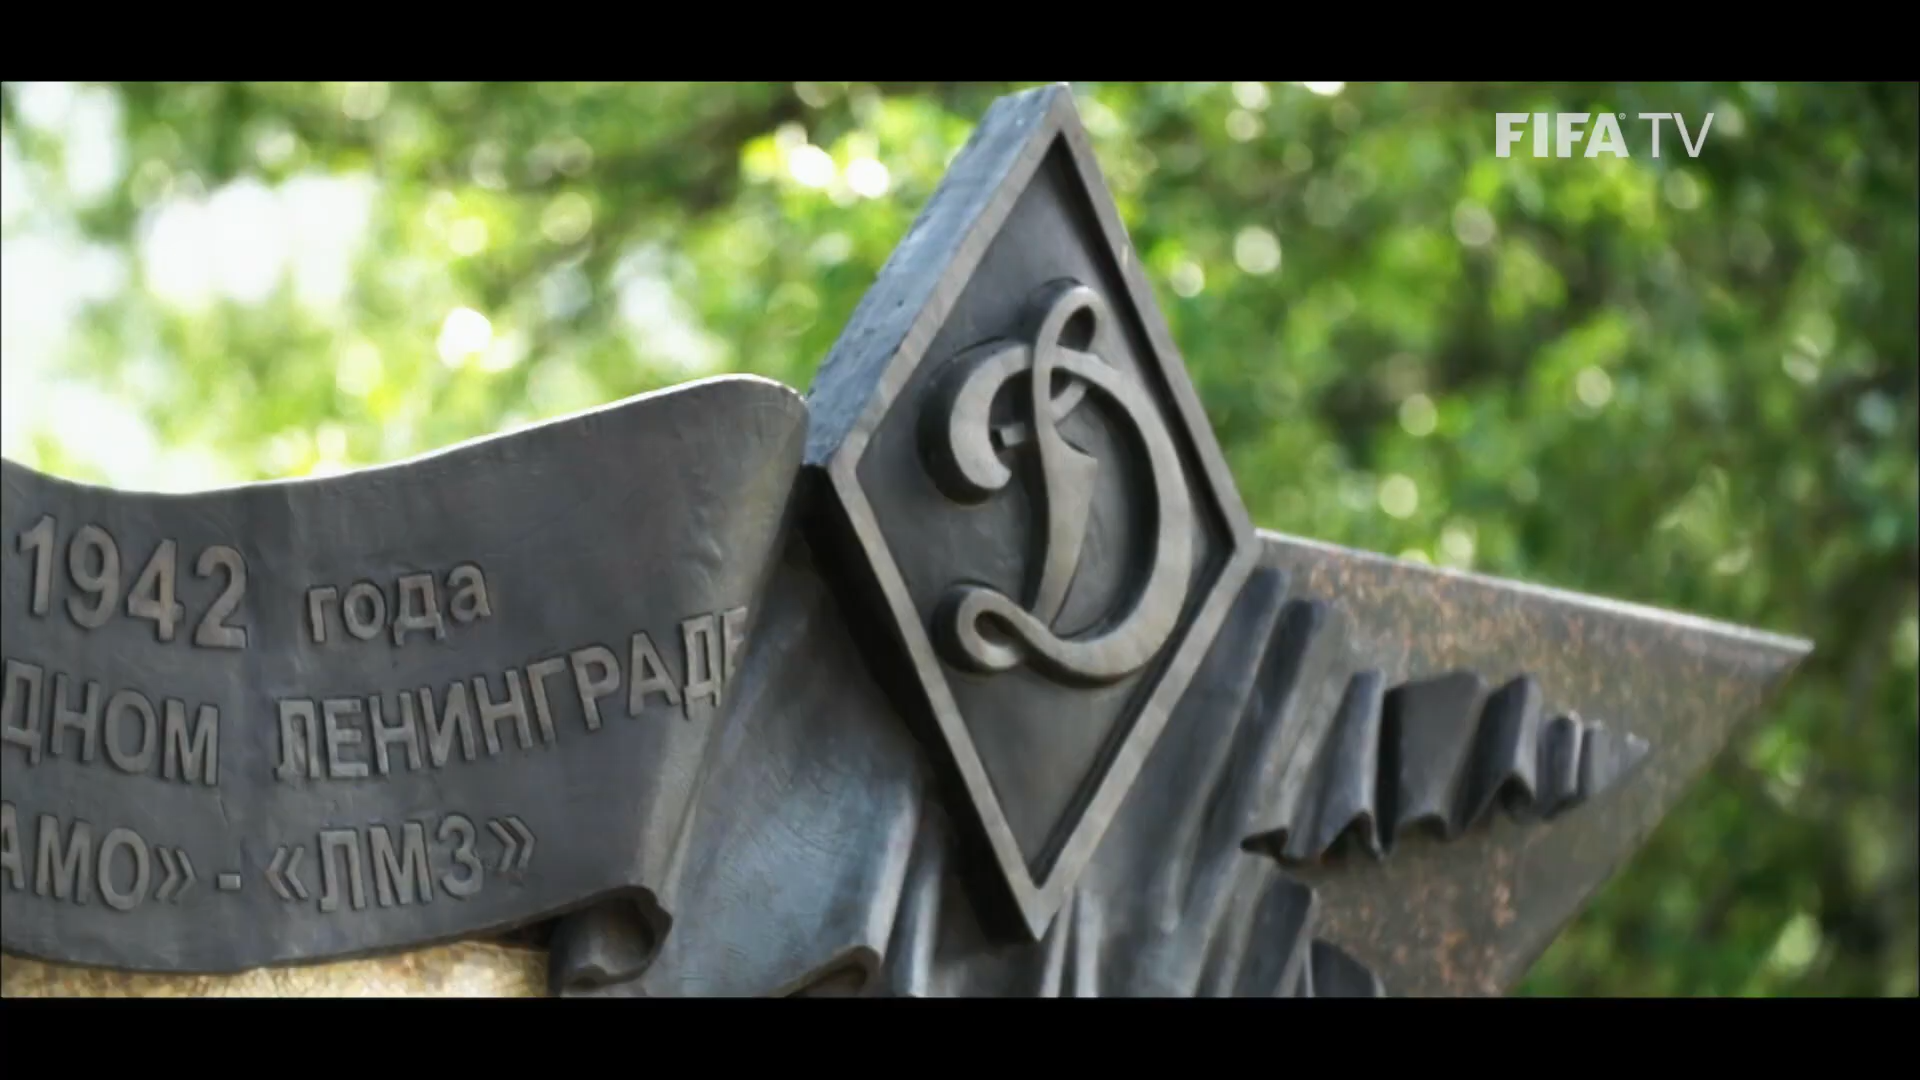 FIFA TV
1942 года
ДНОМ ЛЕНИНГРАДЕ
АМО» - «ЛМЗ»